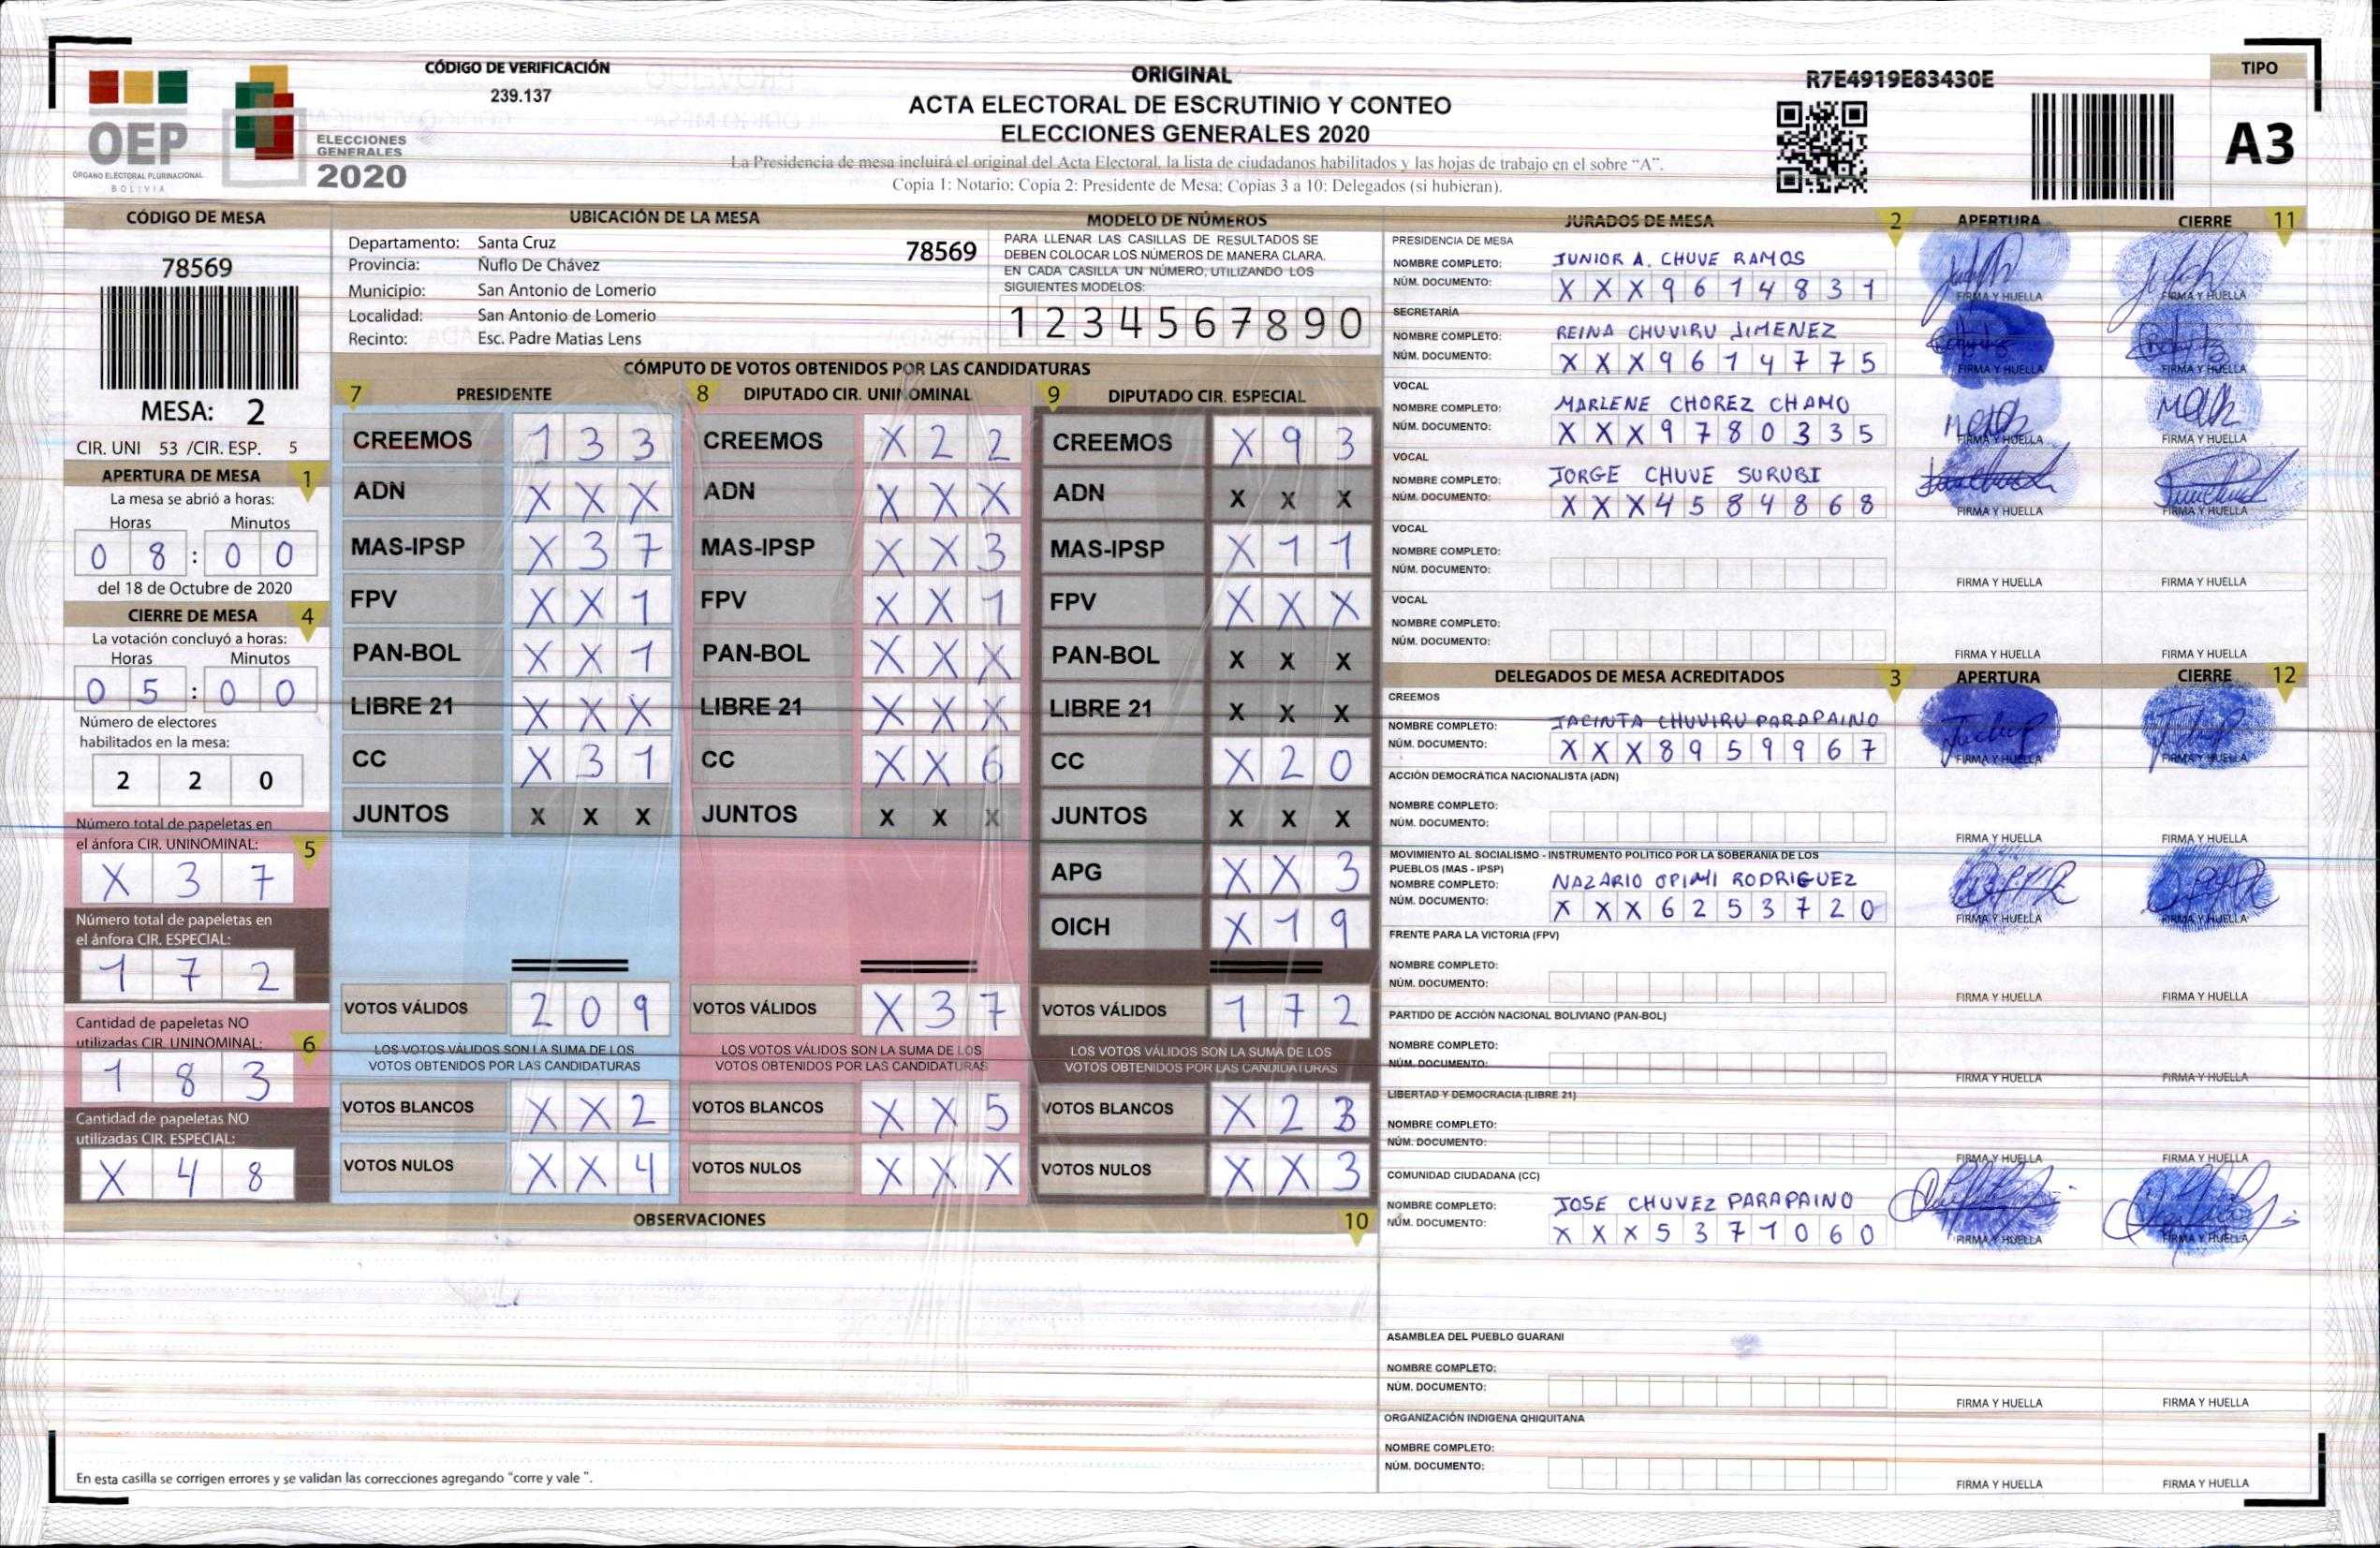 CÓDIGO DE VERIFICACIÓN
239.137
OEP
ÓRGANO ELECTORAL PLURINACIONAL
BOLIVIA
ELECCIONES
GENERALES
2020
ORIGINAL
ACTA ELECTORAL DE ESCRUTINIO Y CONTEO
ELECCIONES GENERALES 2020
La Presidencia de mesa incluirá el original del Acta Electoral, la lista de ciudadanos habilitados y las hojas de trabajo en el sobre “A”.
Copia 1: Notario; Copia 2: Presidente de Mesa; Copias 3 a 10: Delegados (si hubieran).
R7E4919E83430E
TIPO
A3
CÓDIGO DE MESA
78569
MESA: 2
CIR. UNI 53 /CIR. ESP. 5
APERTURA DE MESA 1
La mesa se abrió a horas:
Horas Minutos
0 8 : 0 0
del 18 de Octubre de 2020
CIERRE DE MESA 4
La votación concluyó a horas:
Horas Minutos
0 5 : 0 0
Número de electores
habilitados en la mesa:
2 2 0
Número total de papeletas en
el ánfora CIR. UNINOMINAL: 5
X 3 7
Número total de papeletas en
el ánfora CIR. ESPECIAL:
1 7 2
Cantidad de papeletas NO
utilizadas CIR. UNINOMINAL: 6
1 8 3
Cantidad de papeletas NO
utilizadas CIR. ESPECIAL:
X 4 8
UBICACIÓN DE LA MESA
Departamento: Santa Cruz 78569
Provincia: Ñuflo De Chávez
Municipio: San Antonio de Lomerio
Localidad: San Antonio de Lomerio
Recinto: Esc. Padre Matias Lens
MODELO DE NÚMEROS
PARA LLENAR LAS CASILLAS DE RESULTADOS SE
DEBEN COLOCAR LOS NÚMEROS DE MANERA CLARA.
EN CADA CASILLA UN NÚMERO, UTILIZANDO LOS
SIGUIENTES MODELOS:
1 2 3 4 5 6 7 8 9 0
CÓMPUTO DE VOTOS OBTENIDOS POR LAS CANDIDATURAS
7 PRESIDENTE 8 DIPUTADO CIR. UNINOMINAL 9 DIPUTADO CIR. ESPECIAL
CREEMOS 1 3 3 CREEMOS X 2 2 CREEMOS X 9 3
ADN X X X ADN X X X ADN X X X
MAS-IPSP X 3 7 MAS-IPSP X X 3 MAS-IPSP X 1 1
FPV X X 1 FPV X X 1 FPV X X X
PAN-BOL X X 1 PAN-BOL X X X PAN-BOL X X X
LIBRE 21 X X X LIBRE 21 X X X LIBRE 21 X X X
CC X 3 1 CC X X 6 CC X 2 0
JUNTOS X X X JUNTOS X X X JUNTOS X X X
APG X X 3
OICH X 1 9
VOTOS VÁLIDOS 2 0 9 VOTOS VÁLIDOS X 3 7 VOTOS VÁLIDOS 1 7 2
LOS VOTOS VÁLIDOS SON LA SUMA DE LOS LOS VOTOS VÁLIDOS SON LA SUMA DE LOS LOS VOTOS VÁLIDOS SON LA SUMA DE LOS
VOTOS OBTENIDOS POR LAS CANDIDATURAS VOTOS OBTENIDOS POR LAS CANDIDATURAS VOTOS OBTENIDOS POR LAS CANDIDATURAS
VOTOS BLANCOS X X 2 VOTOS BLANCOS X X 5 VOTOS BLANCOS X 2 3
VOTOS NULOS X X 4 VOTOS NULOS X X X VOTOS NULOS X X 3
OBSERVACIONES 10
En esta casilla se corrigen errores y se validan las correcciones agregando “corre y vale ”.
JURADOS DE MESA 2 APERTURA CIERRE 11
PRESIDENCIA DE MESA
NOMBRE COMPLETO: JUNIOR A. CHUVE RAMOS
NÚM. DOCUMENTO: X X X 9 6 1 4 8 3 1
FIRMA Y HUELLA FIRMA Y HUELLA
SECRETARÍA
NOMBRE COMPLETO: REINA CHUVIRU JIMENEZ
NÚM. DOCUMENTO: X X X 9 6 1 4 7 7 5
FIRMA Y HUELLA FIRMA Y HUELLA
VOCAL
NOMBRE COMPLETO: MARLENE CHOREZ CHAMO
NÚM. DOCUMENTO: X X X 9 7 8 0 3 3 5
FIRMA Y HUELLA FIRMA Y HUELLA
VOCAL
NOMBRE COMPLETO: JORGE CHUVE SURUBI
NÚM. DOCUMENTO: X X X 4 5 8 4 8 6 8
FIRMA Y HUELLA FIRMA Y HUELLA
VOCAL
NOMBRE COMPLETO:
NÚM. DOCUMENTO:
FIRMA Y HUELLA FIRMA Y HUELLA
VOCAL
NOMBRE COMPLETO:
NÚM. DOCUMENTO:
FIRMA Y HUELLA FIRMA Y HUELLA
DELEGADOS DE MESA ACREDITADOS 3 APERTURA CIERRE 12
CREEMOS
NOMBRE COMPLETO: JACINTA CHUVIRU PARAPAINO
NÚM. DOCUMENTO: X X X 8 9 5 9 9 6 7
FIRMA Y HUELLA FIRMA Y HUELLA
ACCIÓN DEMOCRÁTICA NACIONALISTA (ADN)
NOMBRE COMPLETO:
NÚM. DOCUMENTO:
FIRMA Y HUELLA FIRMA Y HUELLA
MOVIMIENTO AL SOCIALISMO - INSTRUMENTO POLÍTICO POR LA SOBERANIA DE LOS
PUEBLOS (MAS - IPSP)
NOMBRE COMPLETO: NAZARIO OPIMI RODRIGUEZ
NÚM. DOCUMENTO: X X X 6 2 5 3 7 2 0
FIRMA Y HUELLA FIRMA Y HUELLA
FRENTE PARA LA VICTORIA (FPV)
NOMBRE COMPLETO:
NÚM. DOCUMENTO:
FIRMA Y HUELLA FIRMA Y HUELLA
PARTIDO DE ACCIÓN NACIONAL BOLIVIANO (PAN-BOL)
NOMBRE COMPLETO:
NÚM. DOCUMENTO:
FIRMA Y HUELLA FIRMA Y HUELLA
LIBERTAD Y DEMOCRACIA (LIBRE 21)
NOMBRE COMPLETO:
NÚM. DOCUMENTO:
FIRMA Y HUELLA FIRMA Y HUELLA
COMUNIDAD CIUDADANA (CC)
NOMBRE COMPLETO: JOSE CHUVEZ PARAPAINO
NÚM. DOCUMENTO: X X X 5 3 7 1 0 6 0
FIRMA Y HUELLA FIRMA Y HUELLA
ASAMBLEA DEL PUEBLO GUARANI
NOMBRE COMPLETO:
NÚM. DOCUMENTO:
FIRMA Y HUELLA FIRMA Y HUELLA
ORGANIZACIÓN INDIGENA QHIQUITANA
NOMBRE COMPLETO:
NÚM. DOCUMENTO:
FIRMA Y HUELLA FIRMA Y HUELLA